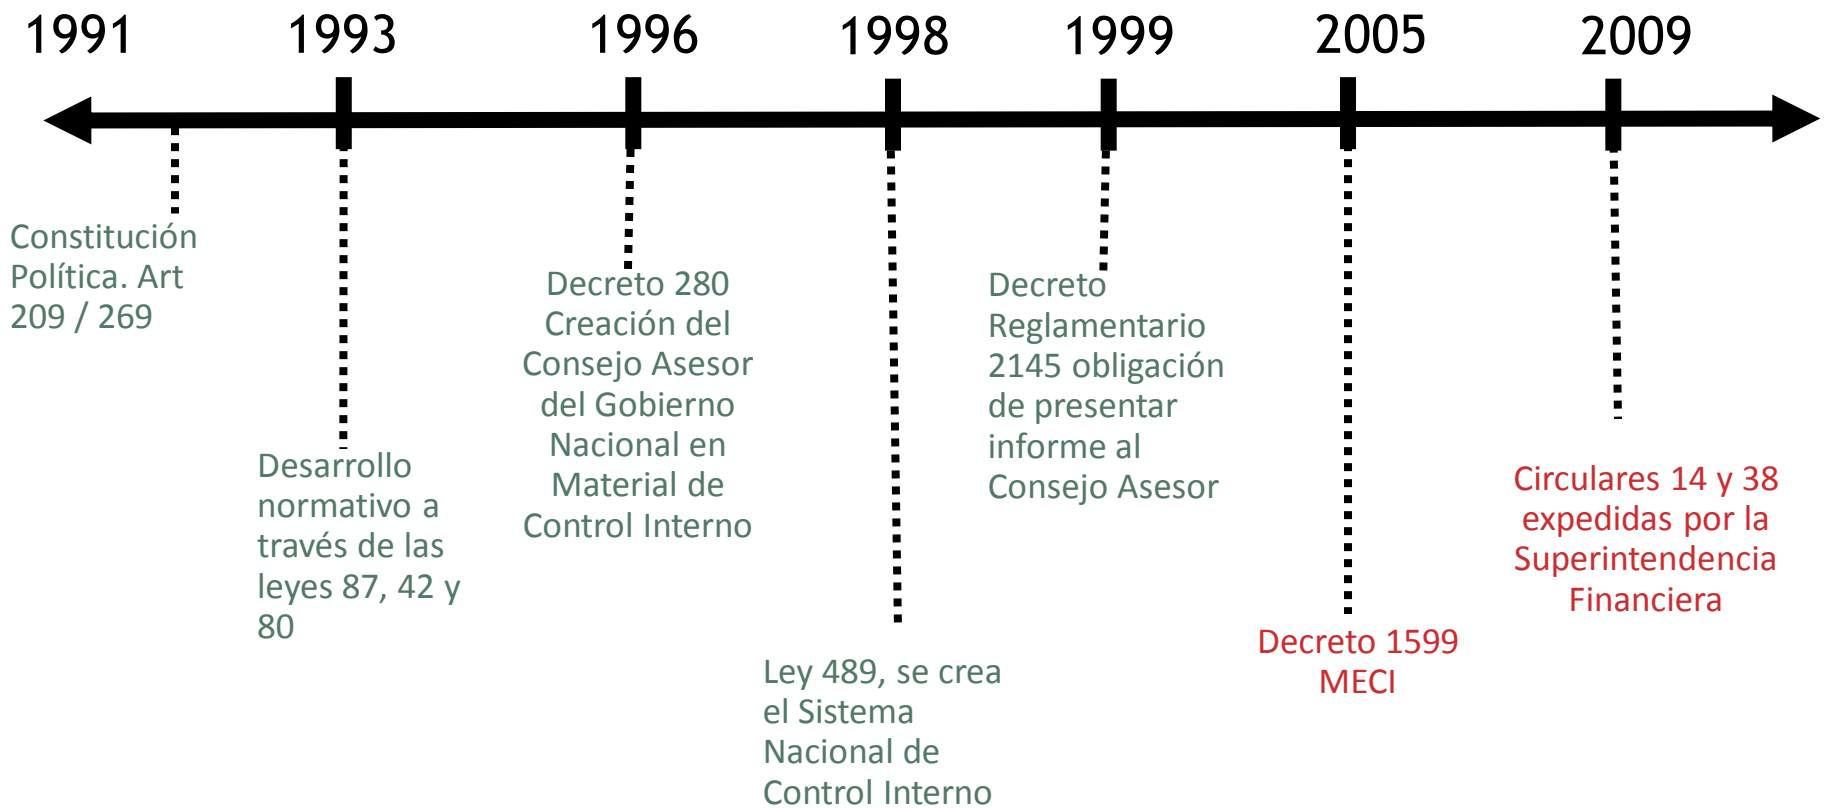 1991
1993
1996
1998
1999
2005
2009
Constitución
Política. Art
209 / 269
Desarrollo
normativo a
través de las
leyes 87, 42 y
80
Decreto 280
Creación del
Consejo Asesor
del Gobierno
Nacional en
Material de
Control Interno
Ley 489, se crea
el Sistema
Nacional de
Control Interno
Decreto
Reglamentario
2145 obligación
de presentar
informe al
Consejo Asesor
Decreto 1599
MECI
Circulares 14 y 38
expedidas por la
Superintendencia
Financiera